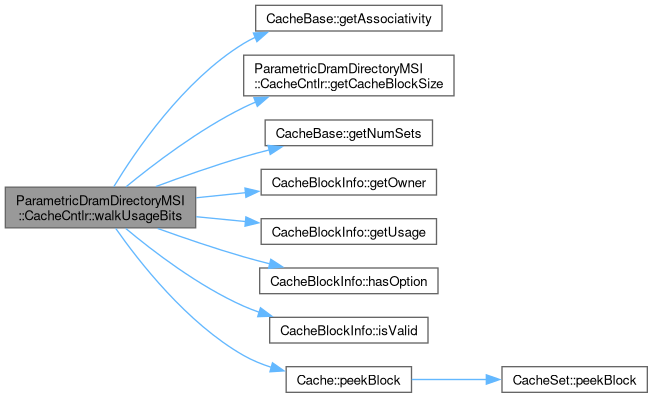 CacheBase::getAssociativity
ParametricDramDirectoryMSI
::CacheCntlr::getCacheBlockSize
CacheBase::getNumSets
ParametricDramDirectoryMSI
::CacheCntlr::walkUsageBits
CacheBlockInfo::getOwner
CacheBlockInfo::getUsage
CacheBlockInfo::hasOption
CacheBlockInfo::isValid
Cache::peekBlock
CacheSet::peekBlock